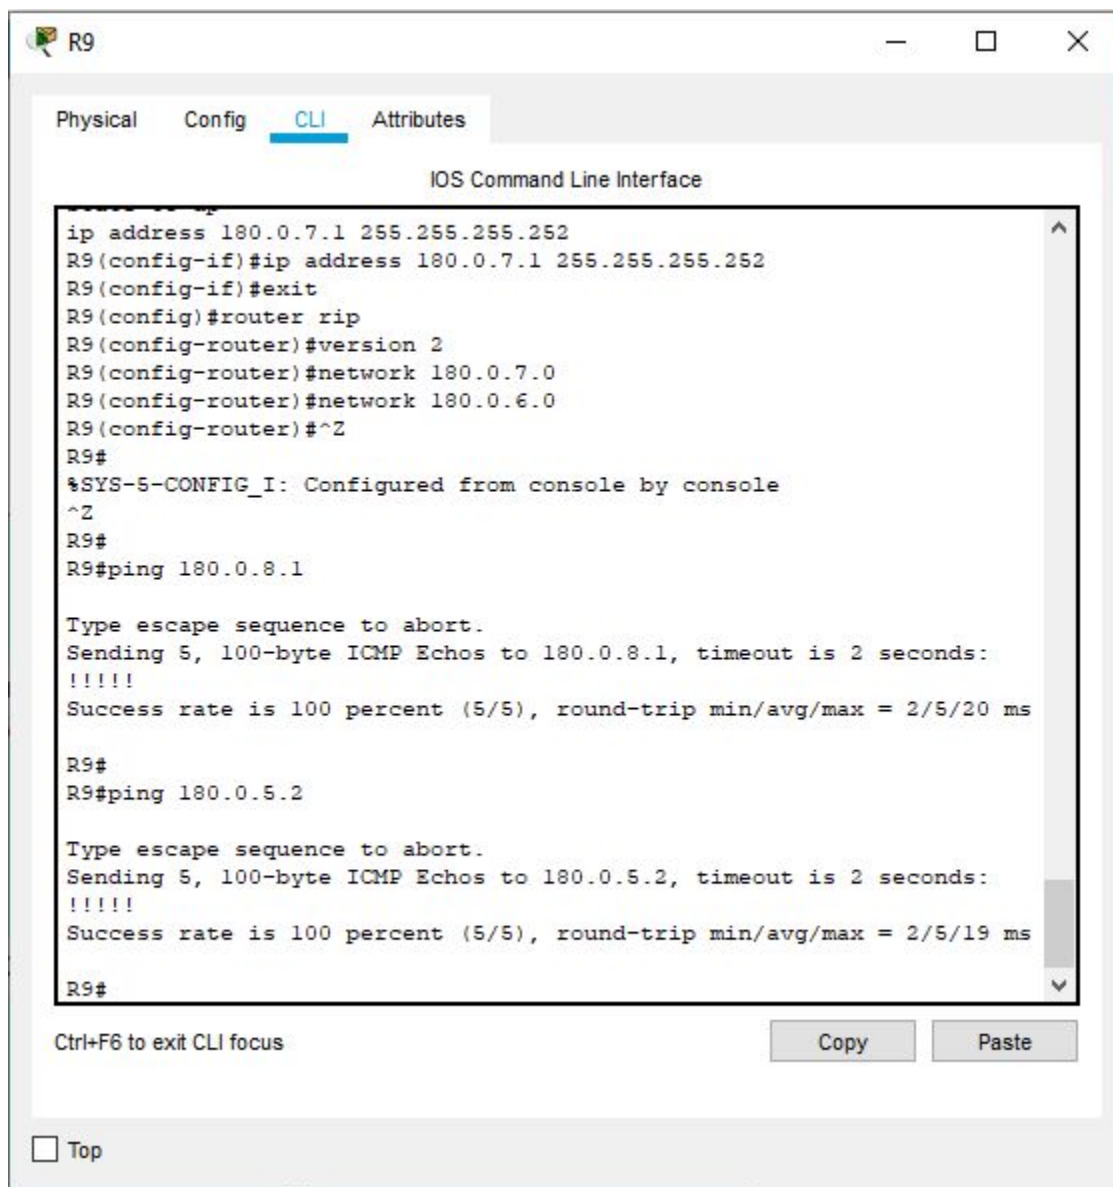 R9
Physical Config CLI Attributes
IOS Command Line Interface
ip address 180.0.7.1 255.255.255.252
R9(config-if)#ip address 180.0.7.1 255.255.255.252
R9(config-if)#exit
R9(config)#router rip
R9(config-router)#version 2
R9(config-router)#network 180.0.7.0
R9(config-router)#network 180.0.6.0
R9(config-router)#^Z
R9#
%SYS-5-CONFIG_I: Configured from console by console
^Z
R9#
R9#ping 180.0.8.1
Type escape sequence to abort.
Sending 5, 100-byte ICMP Echos to 180.0.8.1, timeout is 2 seconds:
!!!!!
Success rate is 100 percent (5/5), round-trip min/avg/max = 2/5/20 ms
R9#
R9#ping 180.0.5.2
Type escape sequence to abort.
Sending 5, 100-byte ICMP Echos to 180.0.5.2, timeout is 2 seconds:
!!!!!
Success rate is 100 percent (5/5), round-trip min/avg/max = 2/5/19 ms
R9#
Ctrl+F6 to exit CLI focus
Copy Paste
Top